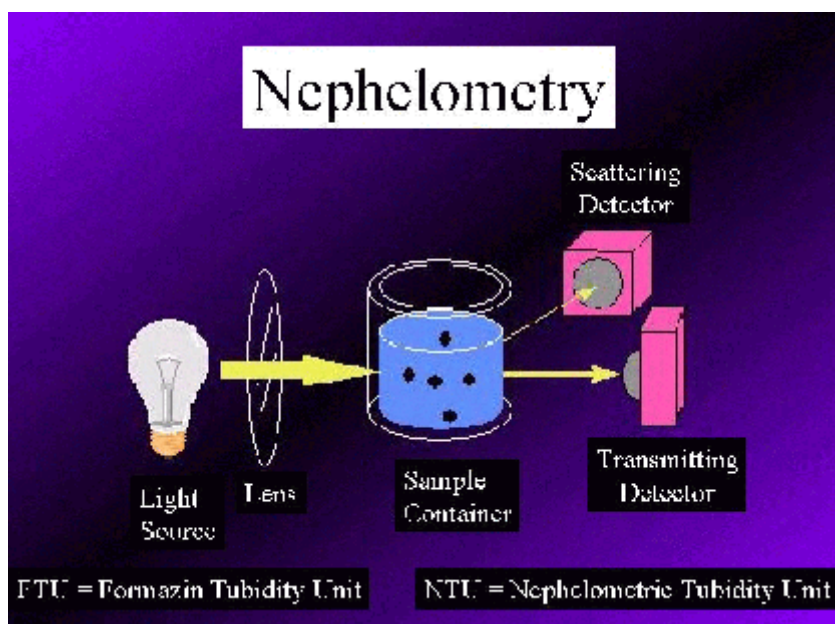 Nephelometry
Scattering
Detector
Light
Source
Lens
Sample
Container
Transmitting
Detector
FTU = Formazin Tubidity Unit
NTU = Nephelometric Tubidity Unit